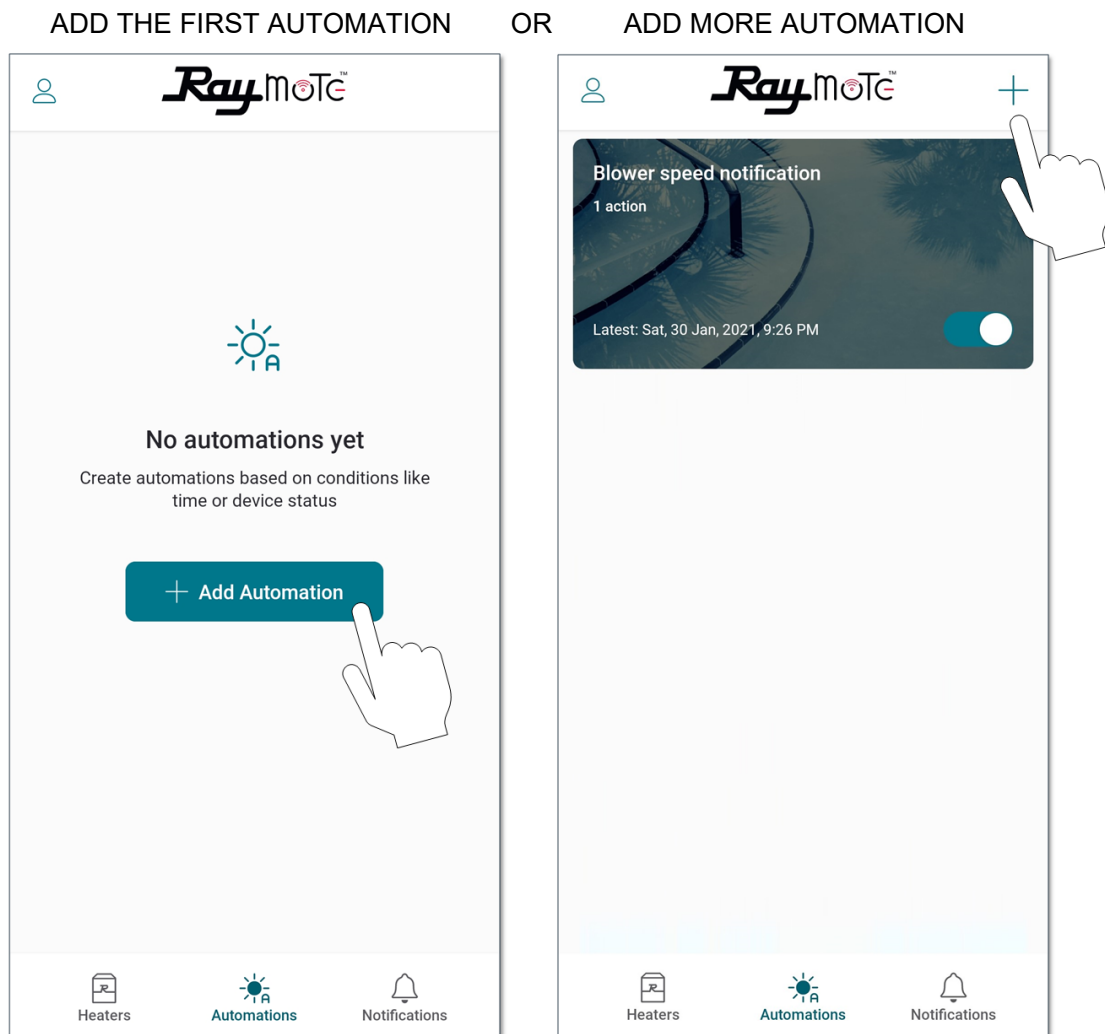 ADD THE FIRST AUTOMATION OR ADD MORE AUTOMATION
Raymote™
No automations yet
Create automations based on conditions like
time or device status
+ Add Automation
Heaters
Automations
Notifications
Raymote™
Blower speed notification
1 action
Latest: Sat, 30 Jan, 2021, 9:26 PM
Heaters
Automations
Notifications